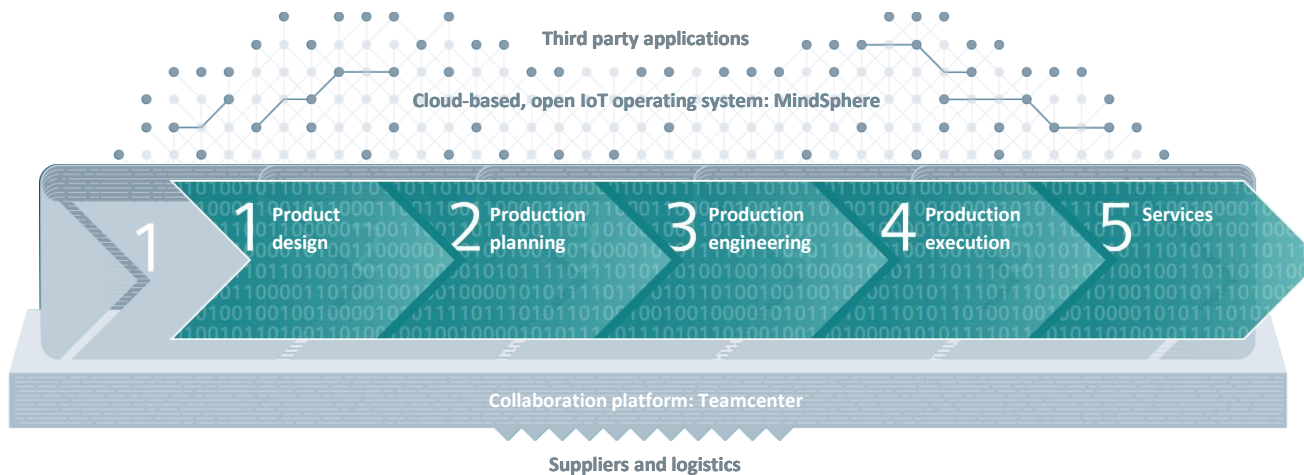 Third party applications
Cloud-based, open IoT operating system: MindSphere
1
1 Product
design
2 Production
planning
3 Production
engineering
4 Production
execution
5 Services
Collaboration platform: Teamcenter
Suppliers and logistics